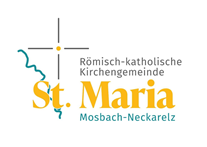 Römisch-katholische
Kirchengemeinde
St. Maria
Mosbach-Neckarelz